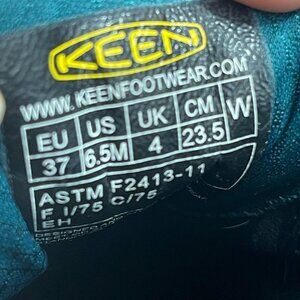 KEEN
WWW.KEENFOOTWEAR.COM
EU US UK CM W
37 6.5M 4 23.5
ASTM F2413-11
F I/75 C/75
EH